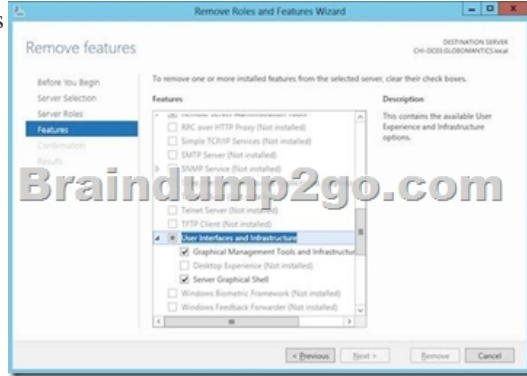 s
Remove Roles and Features Wizard
Remove features
DESTINATION SERVER
CHI-DC03.GLOBOMANTICS.local
Before You Begin
Server Selection
Server Roles
Features
Confirmation
Results
To remove one or more installed features from the selected server, clear their check boxes.
Features
Remote Server Administration Tools
RPC over HTTP Proxy (Not installed)
Simple TCP/IP Services (Not installed)
SMTP Server (Not installed)
SNMP Service (Not installed)
Telnet Server (Not installed)
TFTP Client (Not installed)
User Interfaces and Infrastructure
Graphical Management Tools and Infrastructur
Desktop Experience (Not installed)
Server Graphical Shell
Windows Biometric Framework (Not installed)
Windows Feedback Forwarder (Not installed)
Description
This contains the available User
Experience and Infrastructure
options.
Braindump2go.com
< Previous
Next >
Remove
Cancel